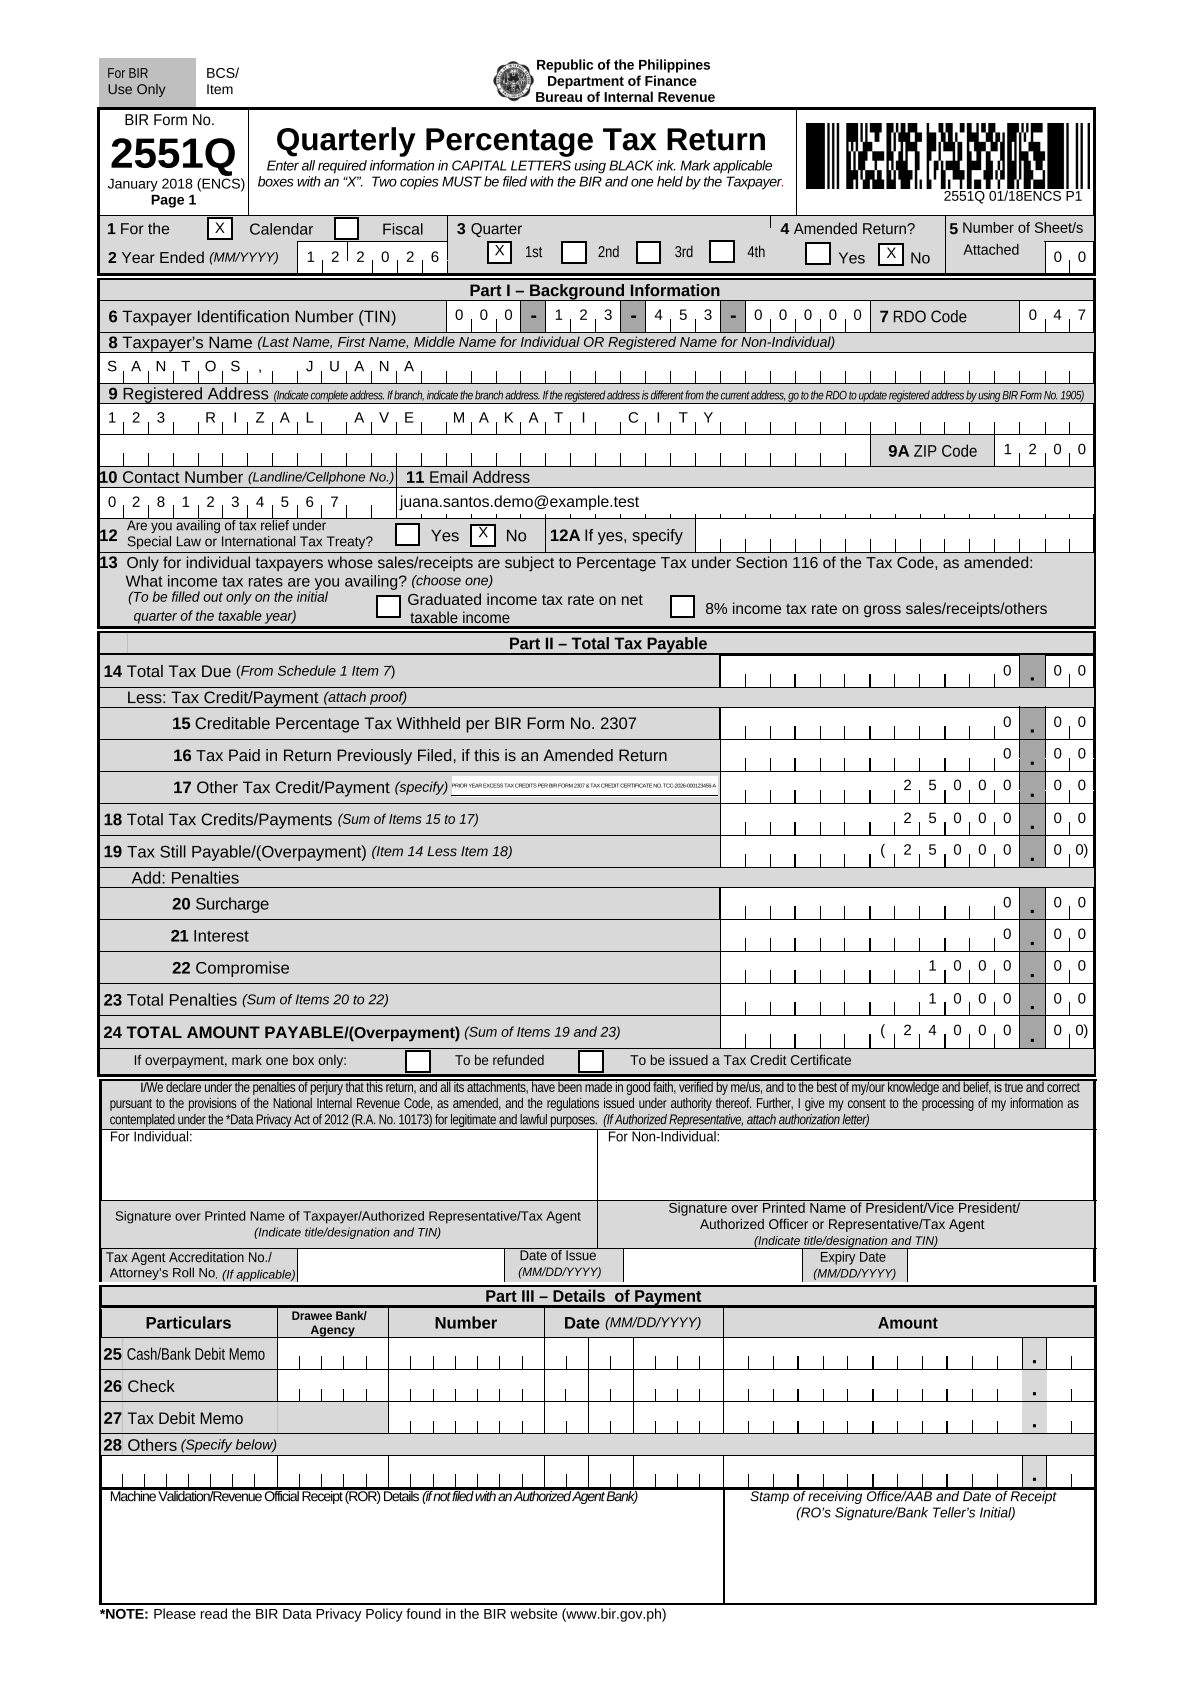 For BIR
Use Only
BCS/
Item
Republic of the Philippines
Department of Finance
Bureau of Internal Revenue
BIR Form No.
2551Q
January 2018 (ENCS)
Page 1
Quarterly Percentage Tax Return
Enter all required information in CAPITAL LETTERS using BLACK ink. Mark applicable
boxes with an “X”. Two copies MUST be filed with the BIR and one held by the Taxpayer.
2551Q 01/18ENCS P1
1 For the X Calendar Fiscal
2 Year Ended (MM/YYYY) 1 2 2 0 2 6
3 Quarter
X 1st 2nd 3rd 4th
4 Amended Return?
Yes X No
5 Number of Sheet/s
Attached 0 0
Part I – Background Information
6 Taxpayer Identification Number (TIN) 0 0 0 - 1 2 3 - 4 5 3 - 0 0 0 0 0 7 RDO Code 0 4 7
8 Taxpayer’s Name (Last Name, First Name, Middle Name for Individual OR Registered Name for Non-Individual)
S A N T O S , J U A N A
9 Registered Address (Indicate complete address. If branch, indicate the branch address. If the registered address is different from the current address, go to the RDO to update registered address by using BIR Form No. 1905)
1 2 3 R I Z A L A V E M A K A T I C I T Y
9A ZIP Code 1 2 0 0
10 Contact Number (Landline/Cellphone No.) 11 Email Address
0 2 8 1 2 3 4 5 6 7 juana.santos.demo@example.test
12 Are you availing of tax relief under
Special Law or International Tax Treaty? Yes X No 12A If yes, specify
13 Only for individual taxpayers whose sales/receipts are subject to Percentage Tax under Section 116 of the Tax Code, as amended:
What income tax rates are you availing? (choose one)
(To be filled out only on the initial
quarter of the taxable year)
Graduated income tax rate on net
taxable income
8% income tax rate on gross sales/receipts/others
Part II – Total Tax Payable
14 Total Tax Due (From Schedule 1 Item 7) 0 . 0 0
Less: Tax Credit/Payment (attach proof)
15 Creditable Percentage Tax Withheld per BIR Form No. 2307 0 . 0 0
16 Tax Paid in Return Previously Filed, if this is an Amended Return 0 . 0 0
17 Other Tax Credit/Payment (specify) PRIOR YEAR EXCESS TAX CREDITS PER BIR FORM 2307 & TAX CREDIT CERTIFICATE NO. TCC-2026-000123456-A 2 5 0 0 0 . 0 0
18 Total Tax Credits/Payments (Sum of Items 15 to 17) 2 5 0 0 0 . 0 0
19 Tax Still Payable/(Overpayment) (Item 14 Less Item 18) ( 2 5 0 0 0 . 0 0)
Add: Penalties
20 Surcharge 0 . 0 0
21 Interest 0 . 0 0
22 Compromise 1 0 0 0 . 0 0
23 Total Penalties (Sum of Items 20 to 22) 1 0 0 0 . 0 0
24 TOTAL AMOUNT PAYABLE/(Overpayment) (Sum of Items 19 and 23) ( 2 4 0 0 0 . 0 0)
If overpayment, mark one box only: To be refunded To be issued a Tax Credit Certificate
I/We declare under the penalties of perjury that this return, and all its attachments, have been made in good faith, verified by me/us, and to the best of my/our knowledge and belief, is true and correct
pursuant to the provisions of the National Internal Revenue Code, as amended, and the regulations issued under authority thereof. Further, I give my consent to the processing of my information as
contemplated under the *Data Privacy Act of 2012 (R.A. No. 10173) for legitimate and lawful purposes. (If Authorized Representative, attach authorization letter)
For Individual:
For Non-Individual:
Signature over Printed Name of Taxpayer/Authorized Representative/Tax Agent
(Indicate title/designation and TIN)
Signature over Printed Name of President/Vice President/
Authorized Officer or Representative/Tax Agent
(Indicate title/designation and TIN)
Tax Agent Accreditation No./
Attorney’s Roll No. (If applicable)
Date of Issue
(MM/DD/YYYY)
Expiry Date
(MM/DD/YYYY)
Part III – Details of Payment
Particulars
Drawee Bank/
Agency
Number
Date (MM/DD/YYYY)
Amount
25 Cash/Bank Debit Memo .
26 Check .
27 Tax Debit Memo .
28 Others (Specify below)
.
Machine Validation/Revenue Official Receipt (ROR) Details (if not filed with an Authorized Agent Bank)
Stamp of receiving Office/AAB and Date of Receipt
(RO’s Signature/Bank Teller’s Initial)
*NOTE: Please read the BIR Data Privacy Policy found in the BIR website (www.bir.gov.ph)